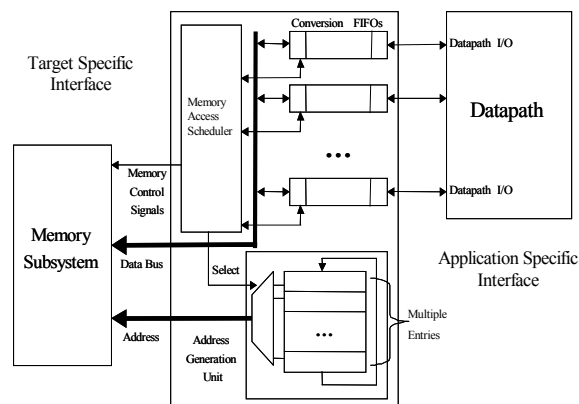 Conversion FIFOs
Target Specific
Interface
Memory
Access
Scheduler
Datapath I/O
Datapath
•••
Datapath I/O
Memory
Control
Signals
Memory
Subsystem
Data Bus
Select
Application Specific
Interface
Address
Address
Generation
Unit
•••
Multiple
Entries